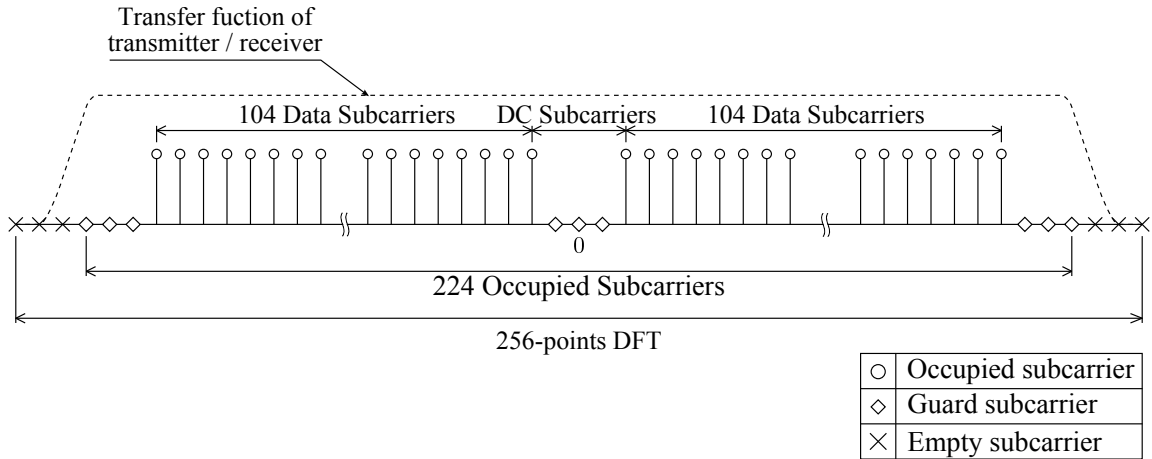 Transfer fuction of
transmitter / receiver
104 Data Subcarriers
DC Subcarriers
104 Data Subcarriers
0
224 Occupied Subcarriers
256-points DFT
Occupied subcarrier
Guard subcarrier
Empty subcarrier